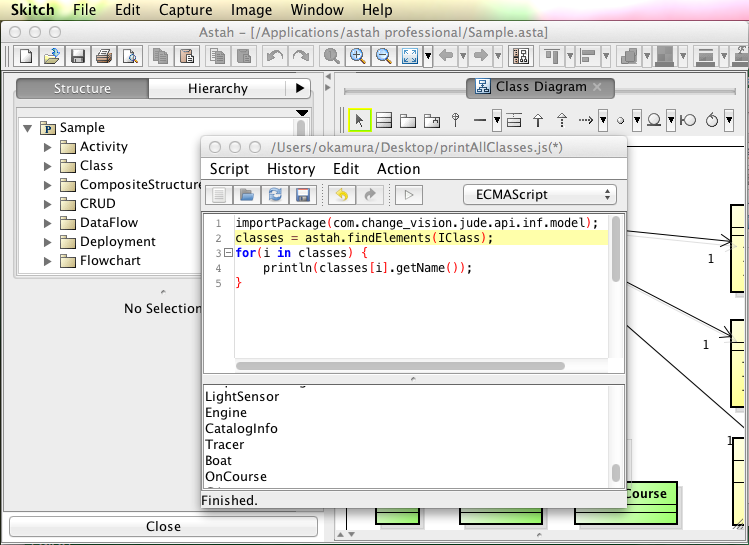 Skitch File Edit Capture Image Window Help
Astah - [/Applications/astah professional/Sample.asta]
Structure
Hierarchy
Class Diagram
Sample
Activity
Class
CompositeStructure
CRUD
DataFlow
Deployment
Flowchart
No Selection
Close
/Users/okamura/Desktop/printAllClasses.js(*)
Script History Edit Action
ECMAScript
1 importPackage(com.change_vision.jude.api.inf.model);
2 classes = astah.findElements(IClass);
3 for(i in classes) {
4 println(classes[i].getName());
5 }
LightSensor
Engine
CatalogInfo
Tracer
Boat
OnCourse
Finished.
1
1
1
Course